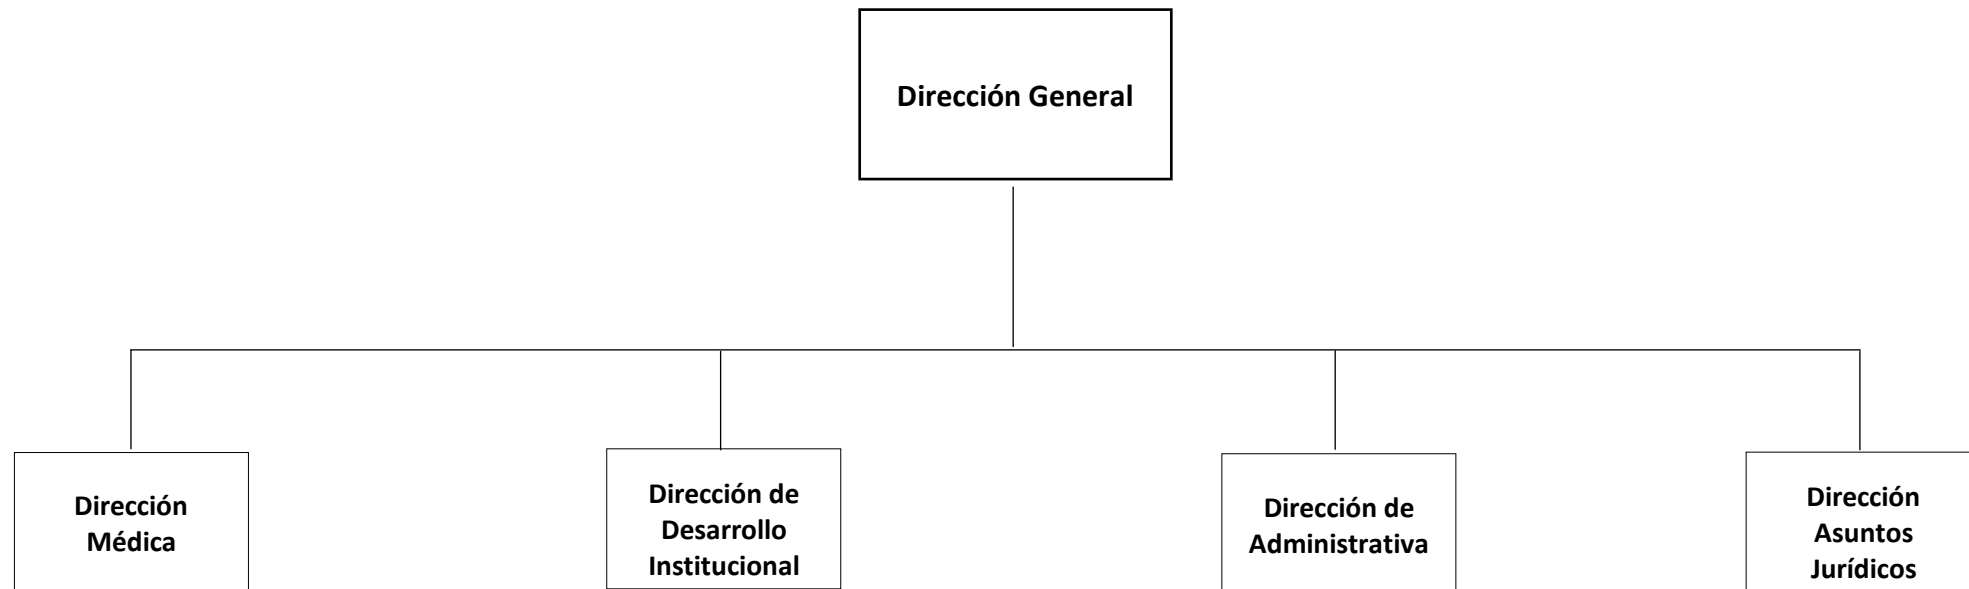 Dirección General
Dirección
Médica
Dirección de
Desarrollo
Institucional
Dirección de
Administrativa
Dirección
Asuntos
Jurídicos